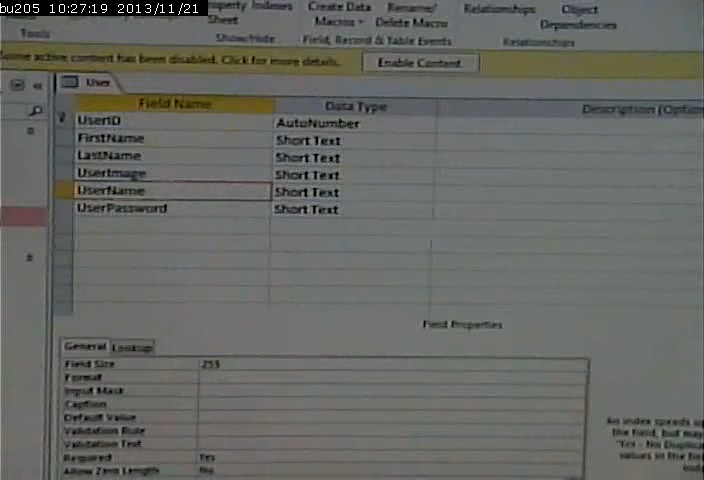 bu205 10:27:19 2013/11/21
Property Indexes Create Data Rename/ Relationships Object
Sheet Macros Delete Macro Dependencies
Tools Show/Hide Field, Record & Table Events Relationships
Some active content has been disabled. Click for more details. Enable Content
User
Field Name Data Type Description (Option
UserID AutoNumber
FirstName Short Text
LastName Short Text
UserImage Short Text
UserName Short Text
UserPassword Short Text
Field Properties
General Lookup
Field Size 255
Format
Input Mask
Caption
Default Value
Validation Rule
Validation Text
Required Yes
Allow Zero Length No
An index speeds up
the field, but may
"Yes - No Duplica
values in the fie